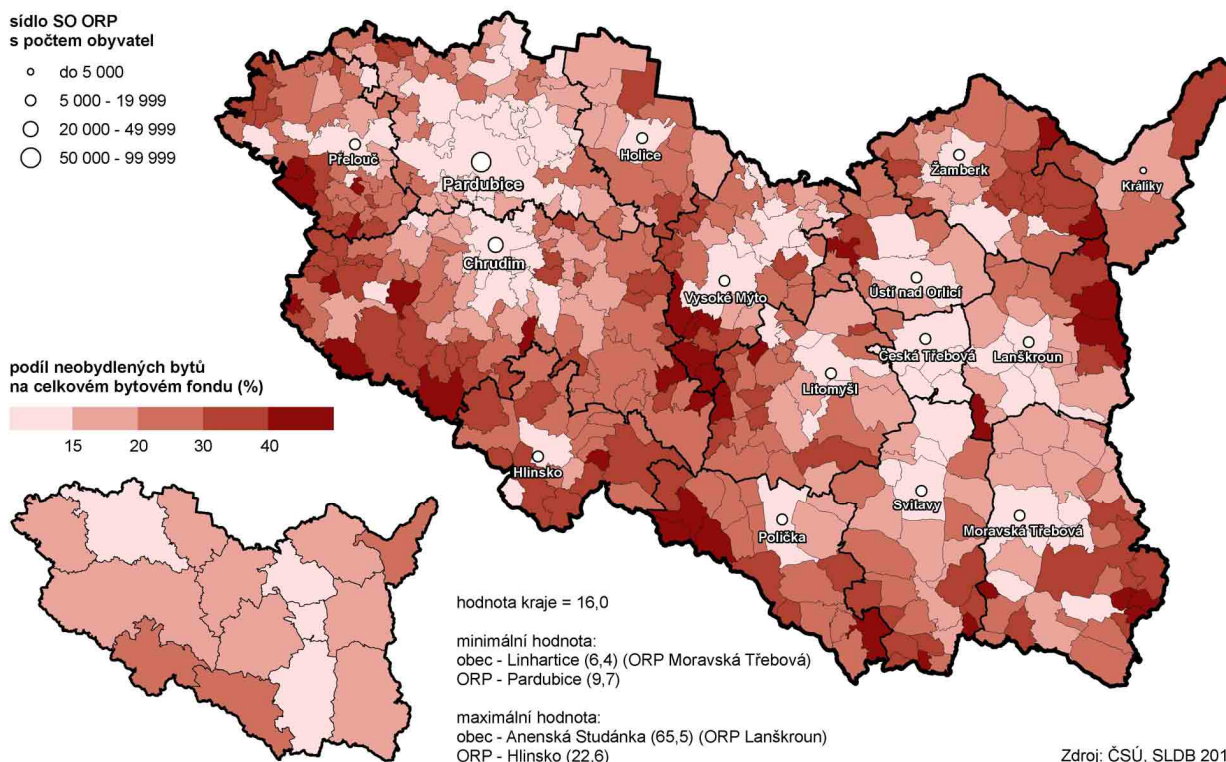 sídlo SO ORP
s počtem obyvatel
do 5 000
5 000 - 19 999
20 000 - 49 999
50 000 - 99 999
Přelouč
Pardubice
Holice
Žamberk
Králíky
Chrudim
Vysoké Mýto
Ústí nad Orlicí
Česká Třebová
Lanškroun
Litomyšl
Hlinsko
Polička
Svitavy
Moravská Třebová
podíl neobydlených bytů
na celkovém bytovém fondu (%)
15 20 30 40
hodnota kraje = 16,0
minimální hodnota:
obec - Linhartice (6,4) (ORP Moravská Třebová)
ORP - Pardubice (9,7)
maximální hodnota:
obec - Anenská Studánka (65,5) (ORP Lanškroun)
ORP - Hlinsko (22,6)
Zdroj: ČSÚ, SLDB 201